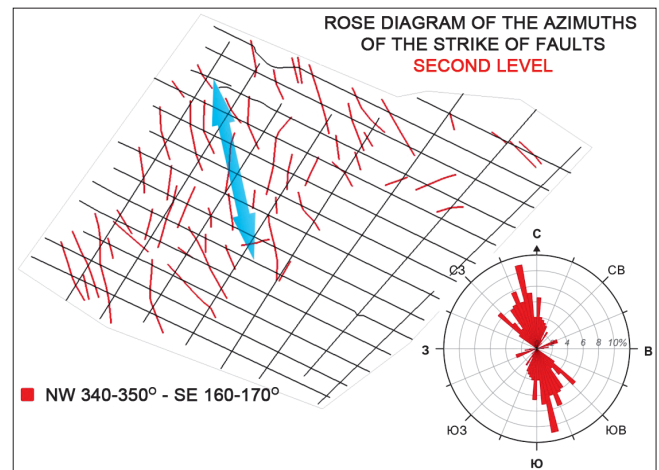 ROSE DIAGRAM OF THE AZIMUTHS
OF THE STRIKE OF FAULTS
SECOND LEVEL
С
СЗ
СВ
З
4 6 8 10%
В
ЮЗ
ЮВ
Ю
NW 340-350° - SE 160-170°